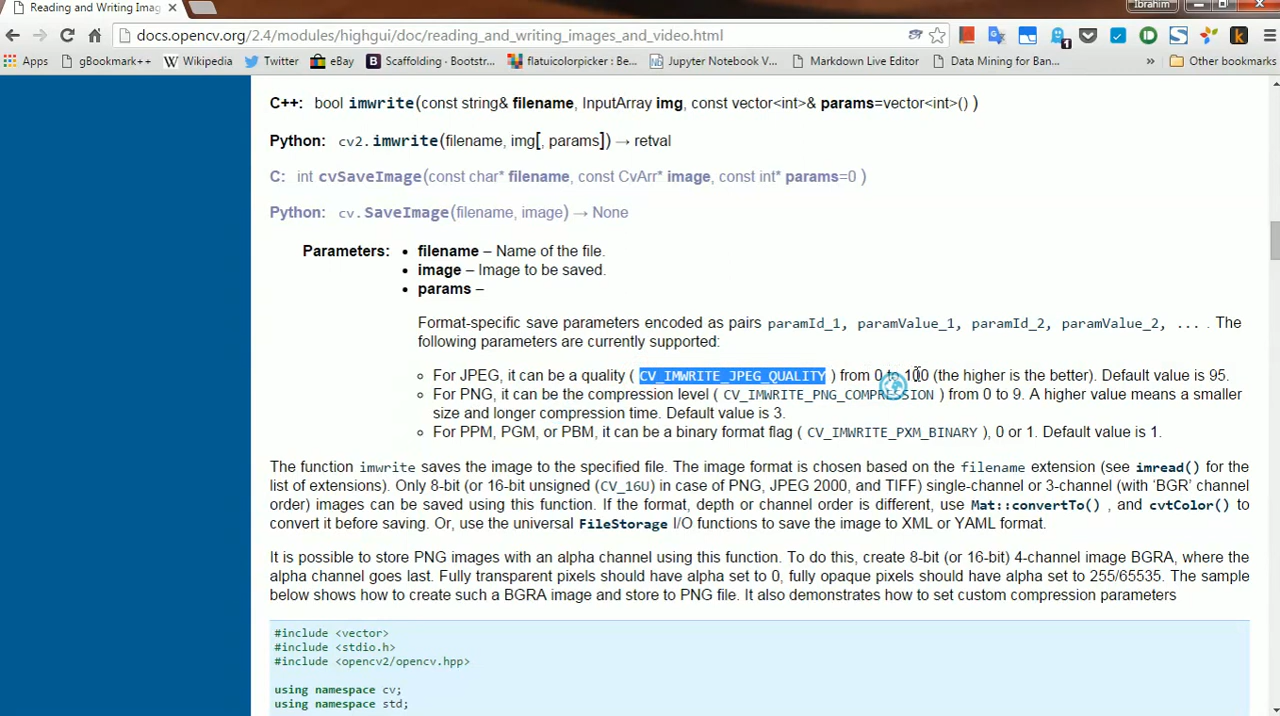 Reading and Writing Imag
Ibrahim
docs.opencv.org/2.4/modules/highgui/doc/reading_and_writing_images_and_video.html
Apps gBookmark++ Wikipedia Twitter eBay Scaffolding · Bootstr... flatuicolorpicker : Be... Jupyter Notebook V... Markdown Live Editor Data Mining for Ban... » Other bookmarks
C++: bool imwrite(const string& filename, InputArray img, const vector<int>& params=vector<int>() )
Python: cv2.imwrite(filename, img[, params]) → retval
C: int cvSaveImage(const char* filename, const CvArr* image, const int* params=0 )
Python: cv.SaveImage(filename, image) → None
Parameters: • filename – Name of the file.
• image – Image to be saved.
• params –
Format-specific save parameters encoded as pairs paramId_1, paramValue_1, paramId_2, paramValue_2, ... . The
following parameters are currently supported:
For JPEG, it can be a quality ( CV_IMWRITE_JPEG_QUALITY ) from 0 to 100 (the higher is the better). Default value is 95.
For PNG, it can be the compression level ( CV_IMWRITE_PNG_COMPRESSION ) from 0 to 9. A higher value means a smaller
size and longer compression time. Default value is 3.
For PPM, PGM, or PBM, it can be a binary format flag ( CV_IMWRITE_PXM_BINARY ), 0 or 1. Default value is 1.
The function imwrite saves the image to the specified file. The image format is chosen based on the filename extension (see imread() for the
list of extensions). Only 8-bit (or 16-bit unsigned (CV_16U) in case of PNG, JPEG 2000, and TIFF) single-channel or 3-channel (with ‘BGR’ channel
order) images can be saved using this function. If the format, depth or channel order is different, use Mat::convertTo() , and cvtColor() to
convert it before saving. Or, use the universal FileStorage I/O functions to save the image to XML or YAML format.
It is possible to store PNG images with an alpha channel using this function. To do this, create 8-bit (or 16-bit) 4-channel image BGRA, where the
alpha channel goes last. Fully transparent pixels should have alpha set to 0, fully opaque pixels should have alpha set to 255/65535. The sample
below shows how to create such a BGRA image and store to PNG file. It also demonstrates how to set custom compression parameters
#include <vector>
#include <stdio.h>
#include <opencv2/opencv.hpp>
using namespace cv;
using namespace std;